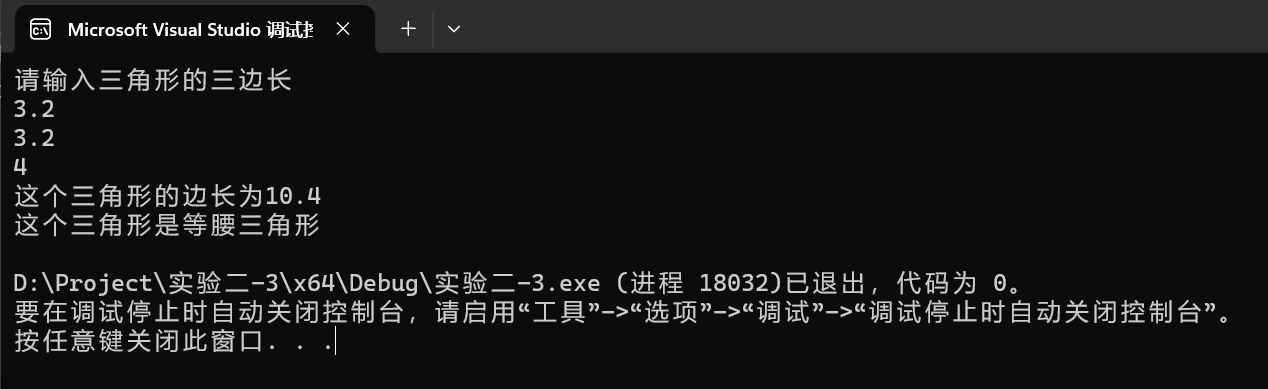 Microsoft Visual Studio 调试控
请输入三角形的三边长
3.2
3.2
4
这个三角形的边长为10.4
这个三角形是等腰三角形
D:\Project\实验二-3\x64\Debug\实验二-3.exe (进程 18032)已退出，代码为 0。
要在调试停止时自动关闭控制台，请启用“工具”->“选项”->“调试”->“调试停止时自动关闭控制台”。
按任意键关闭此窗口. . .